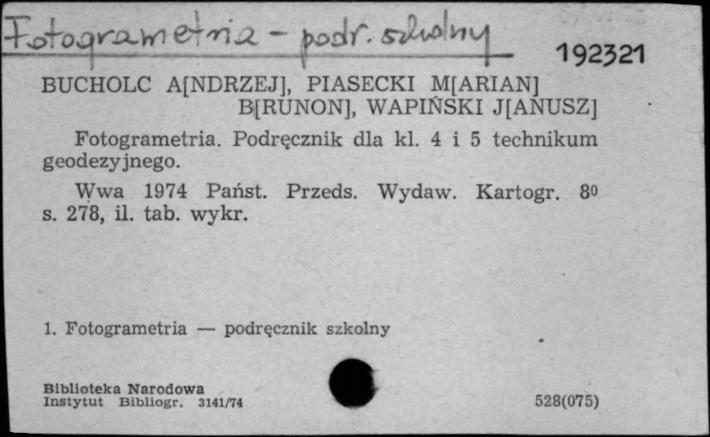 Fotogrametria - podr. szkolny
192321
BUCHOLC A[NDRZEJ], PIASECKI M[ARIAN]
B[RUNON], WAPIŃSKI J[ANUSZ]
Fotogrametria. Podręcznik dla kl. 4 i 5 technikum
geodezyjnego.
Wwa 1974 Państ. Przeds. Wydaw. Kartogr. 8⁰
s. 278, il. tab. wykr.
1. Fotogrametria — podręcznik szkolny
Biblioteka Narodowa
Instytut Bibliogr. 3141/74
528(075)